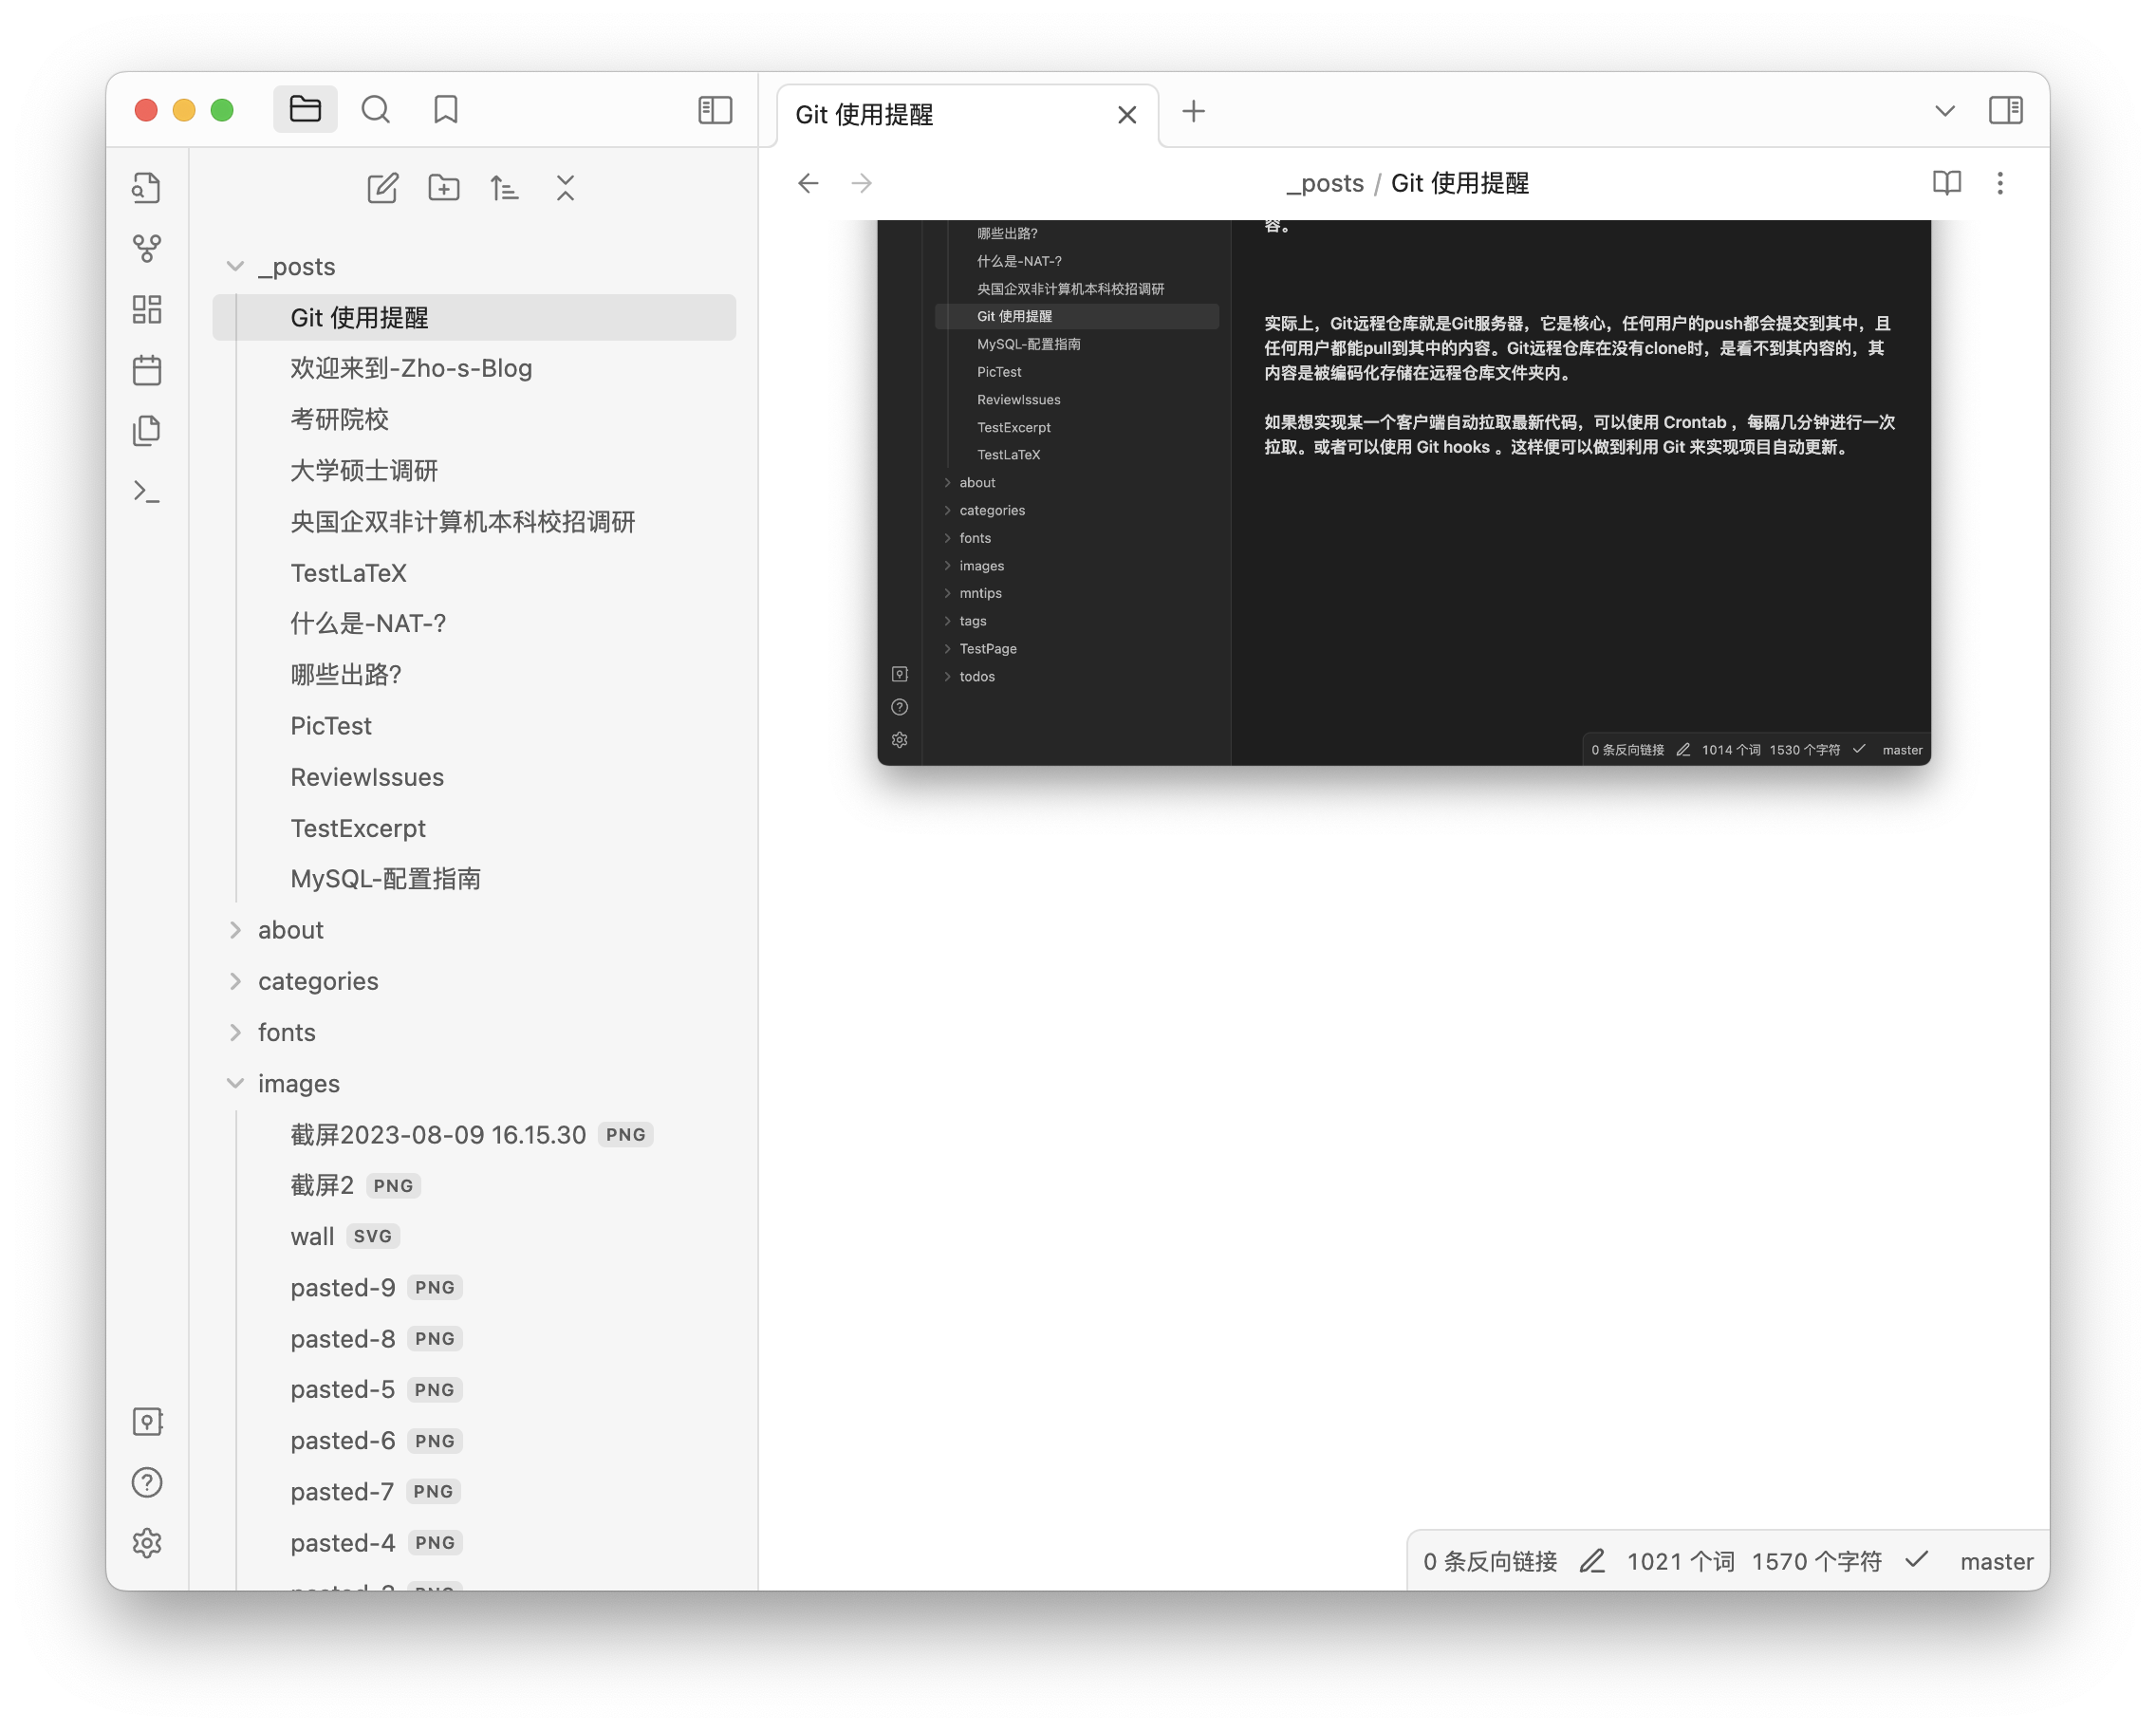 Git 使用提醒
_posts / Git 使用提醒
_posts
Git 使用提醒
欢迎来到-Zho-s-Blog
考研院校
大学硕士调研
央国企双非计算机本科校招调研
TestLaTeX
什么是-NAT-?
哪些出路?
PicTest
ReviewIssues
TestExcerpt
MySQL-配置指南
about
categories
fonts
images
截屏2023-08-09 16.15.30 PNG
截屏2 PNG
wall SVG
pasted-9 PNG
pasted-8 PNG
pasted-5 PNG
pasted-6 PNG
pasted-7 PNG
pasted-4 PNG
哪些出路?
什么是-NAT-?
央国企双非计算机本科校招调研
Git 使用提醒
MySQL-配置指南
PicTest
ReviewIssues
TestExcerpt
TestLaTeX
about
categories
fonts
images
mntips
tags
TestPage
todos
容。
实际上，Git远程仓库就是Git服务器，它是核心，任何用户的push都会提交到其中，且
任何用户都能pull到其中的内容。Git远程仓库在没有clone时，是看不到其内容的，其
内容是被编码化存储在远程仓库文件夹内。
如果想实现某一个客户端自动拉取最新代码，可以使用 Crontab ，每隔几分钟进行一次
拉取。或者可以使用 Git hooks 。这样便可以做到利用 Git 来实现项目自动更新。
0 条反向链接 1014 个词 1530 个字符 master
0 条反向链接 1021 个词 1570 个字符 master